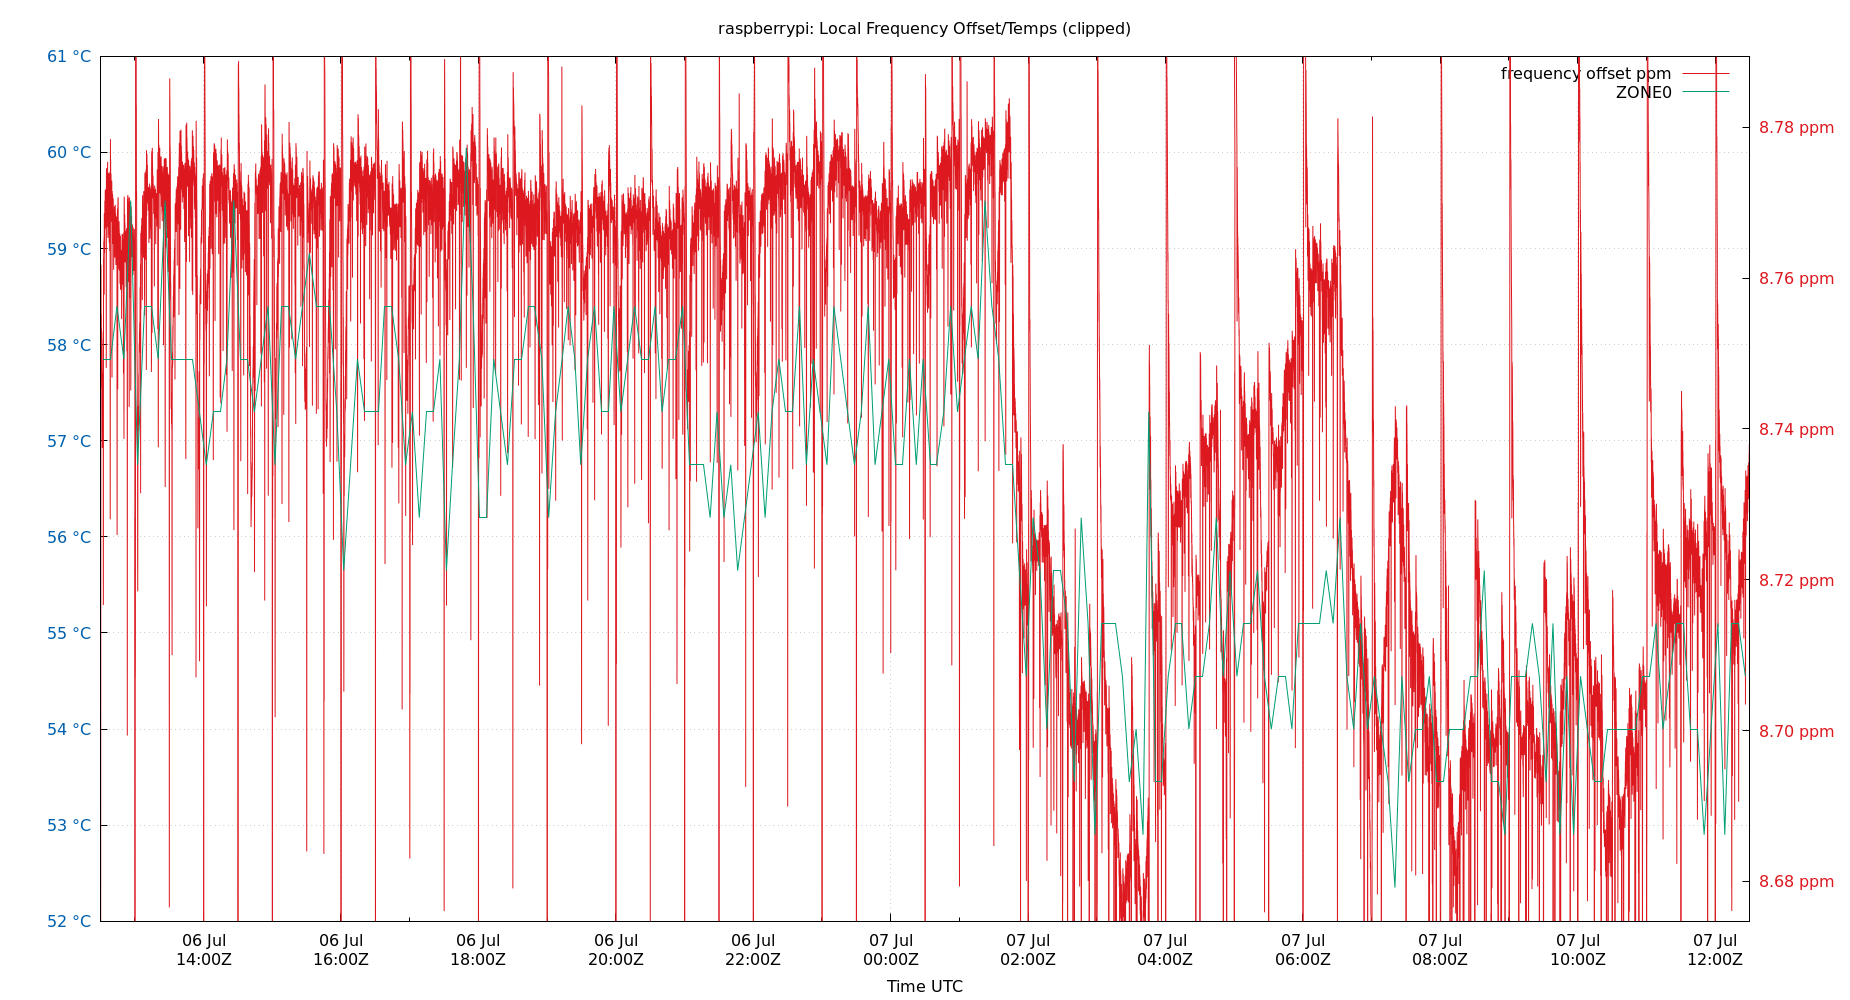 raspberrypi: Local Frequency Offset/Temps (clipped)
61 °C
60 °C
59 °C
58 °C
57 °C
56 °C
55 °C
54 °C
53 °C
52 °C
frequency offset ppm
ZONE0
8.78 ppm
8.76 ppm
8.74 ppm
8.72 ppm
8.70 ppm
8.68 ppm
06 Jul
14:00Z
06 Jul
16:00Z
06 Jul
18:00Z
06 Jul
20:00Z
06 Jul
22:00Z
07 Jul
00:00Z
07 Jul
02:00Z
07 Jul
04:00Z
07 Jul
06:00Z
07 Jul
08:00Z
07 Jul
10:00Z
07 Jul
12:00Z
Time UTC